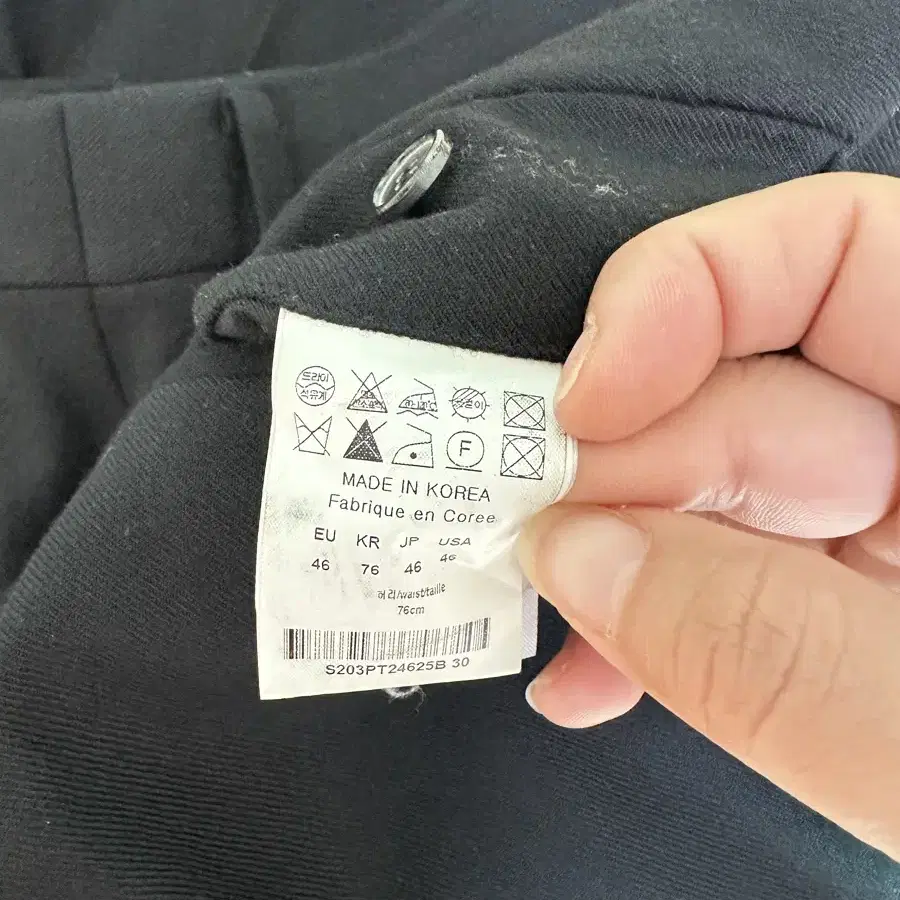 드라이
석유계
F
MADE IN KOREA
Fabrique en Coree
EU KR JP USA
46 76 46 46
허리/waist/taille
76cm
S203PT24625B 30